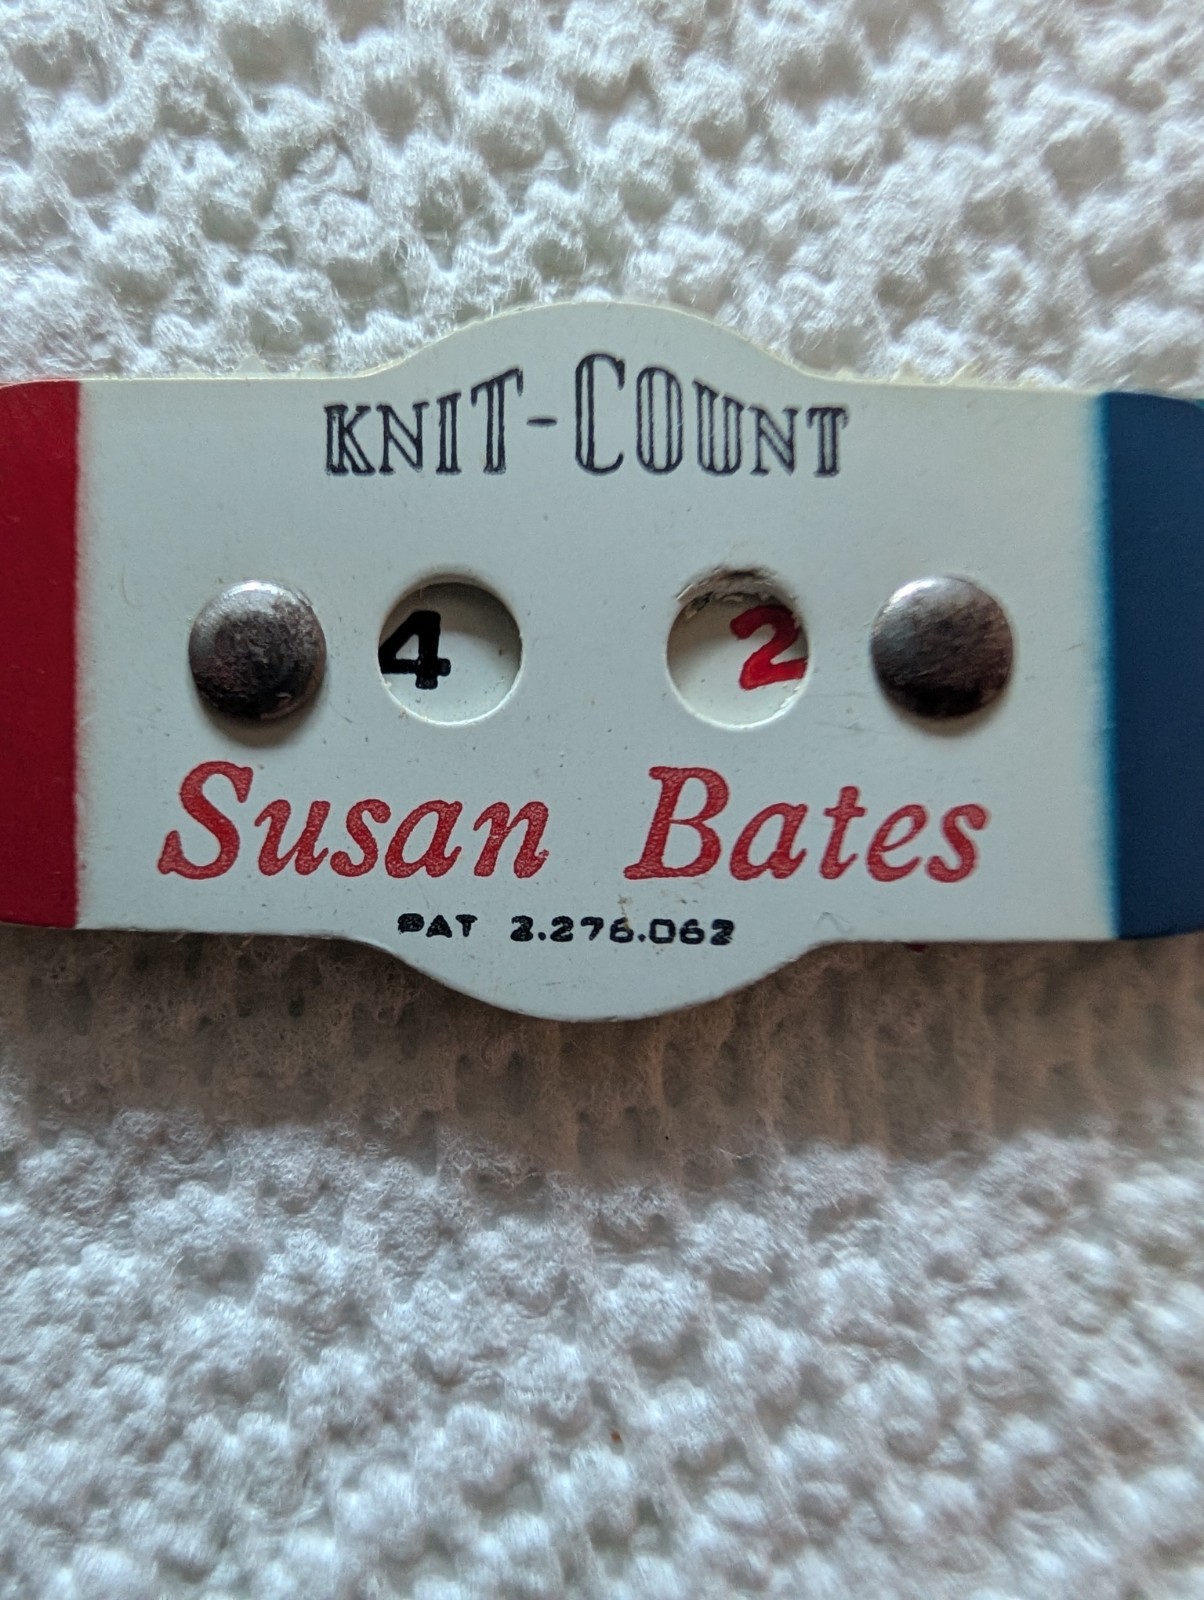 KNIT-COUNT
4 2
Susan Bates
PAT 2.276.062